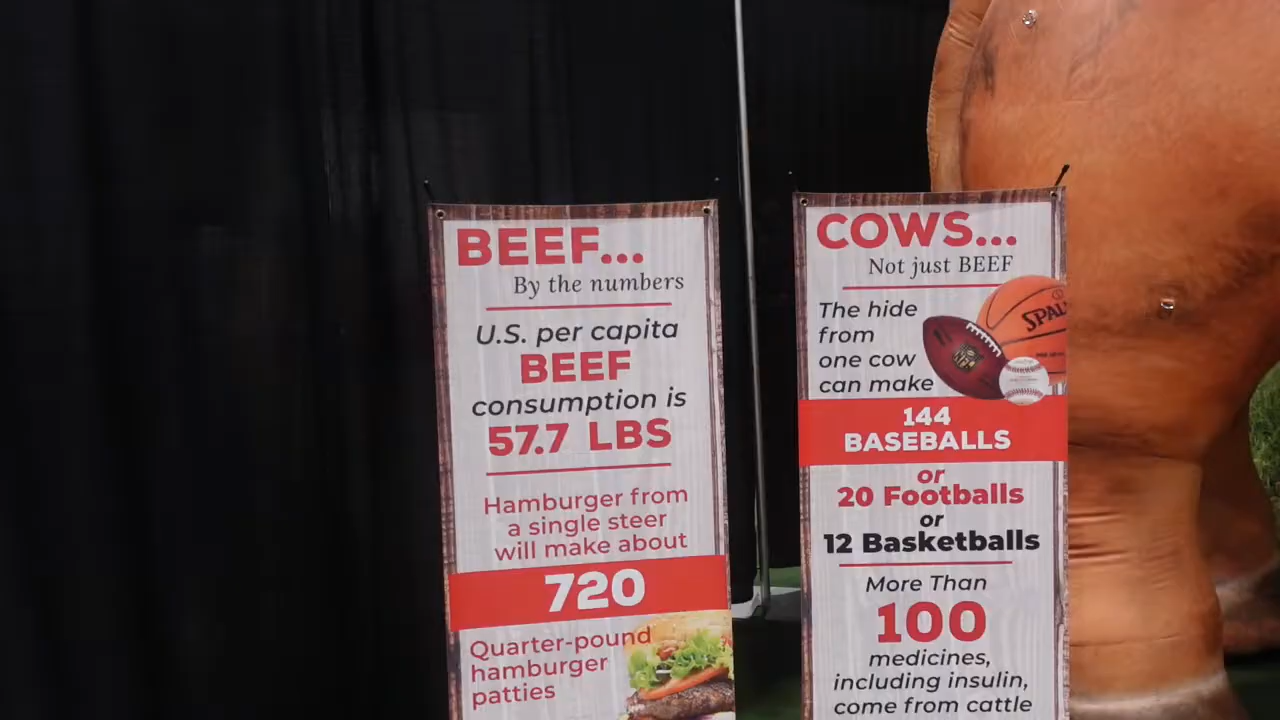 BEEF...
By the numbers
U.S. per capita
BEEF
consumption is
57.7 LBS
Hamburger from
a single steer
will make about
720
Quarter-pound
hamburger
patties
COWS...
Not just BEEF
The hide
from
one cow
can make
144
BASEBALLS
or
20 Footballs
or
12 Basketballs
More Than
100
medicines,
including insulin,
come from cattle